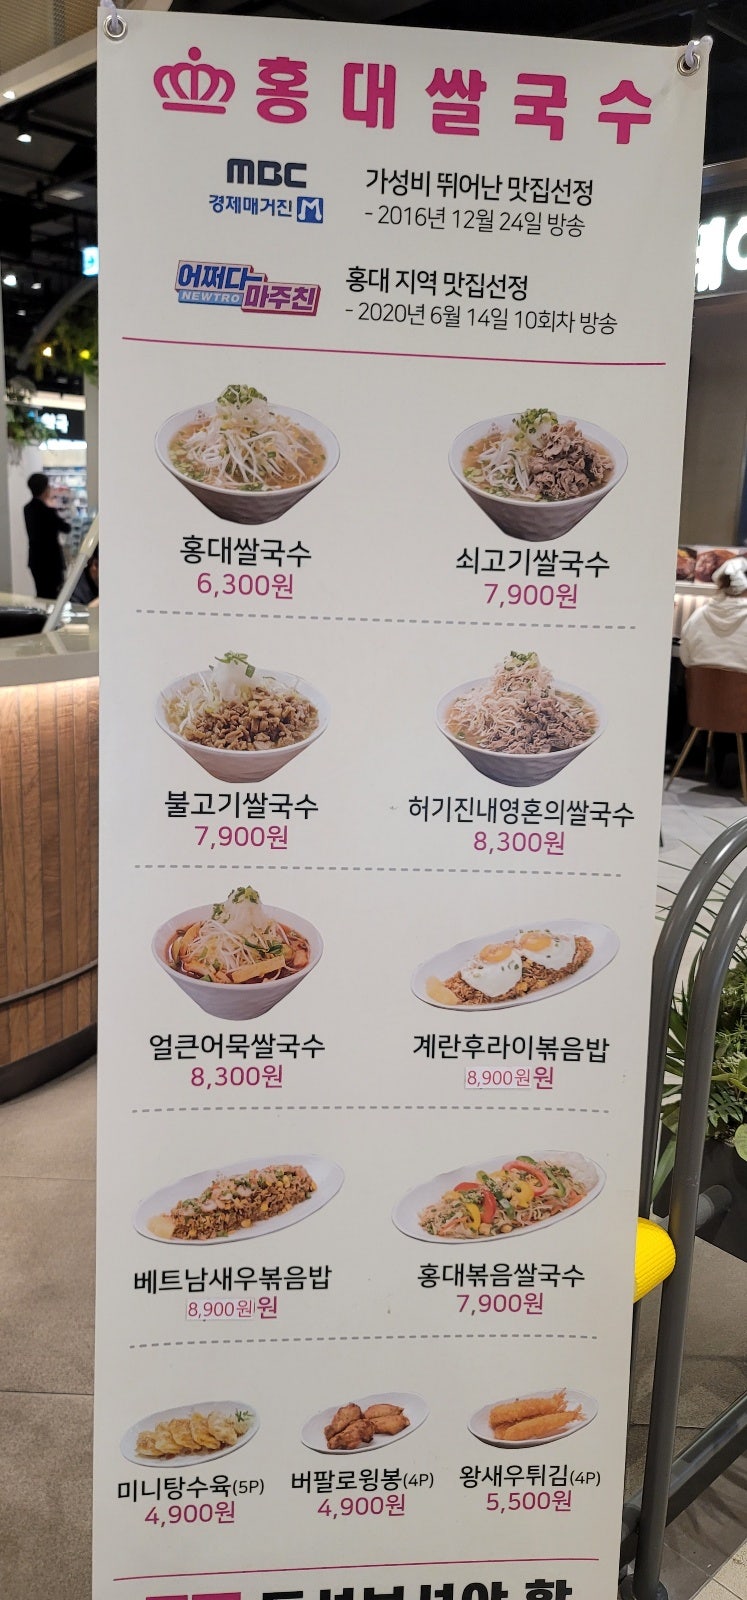 홍대쌀국수
MBC
경제매거진 M
가성비 뛰어난 맛집선정
- 2016년 12월 24일 방송
어쩌다
NEWTRO
마주친
홍대 지역 맛집선정
- 2020년 6월 14일 10회차 방송
홍대쌀국수
6,300원
쇠고기쌀국수
7,900원
불고기쌀국수
7,900원
허기진내영혼의쌀국수
8,300원
얼큰어묵쌀국수
8,300원
계란후라이볶음밥
8,900원원
베트남새우볶음밥
8,900원원
홍대볶음쌀국수
7,900원
미니탕수육(5P)
4,900원
버팔로윙봉(4P)
4,900원
왕새우튀김(4P)
5,500원